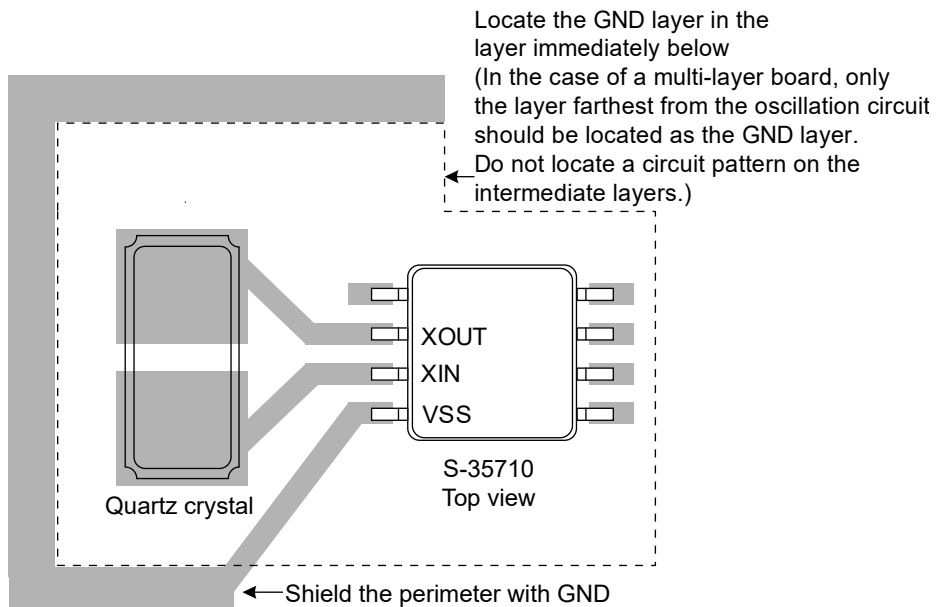 Locate the GND layer in the
layer immediately below
(In the case of a multi-layer board, only
the layer farthest from the oscillation circuit
should be located as the GND layer.
Do not locate a circuit pattern on the
intermediate layers.)
XOUT
XIN
VSS
S-35710
Top view
Quartz crystal
Shield the perimeter with GND